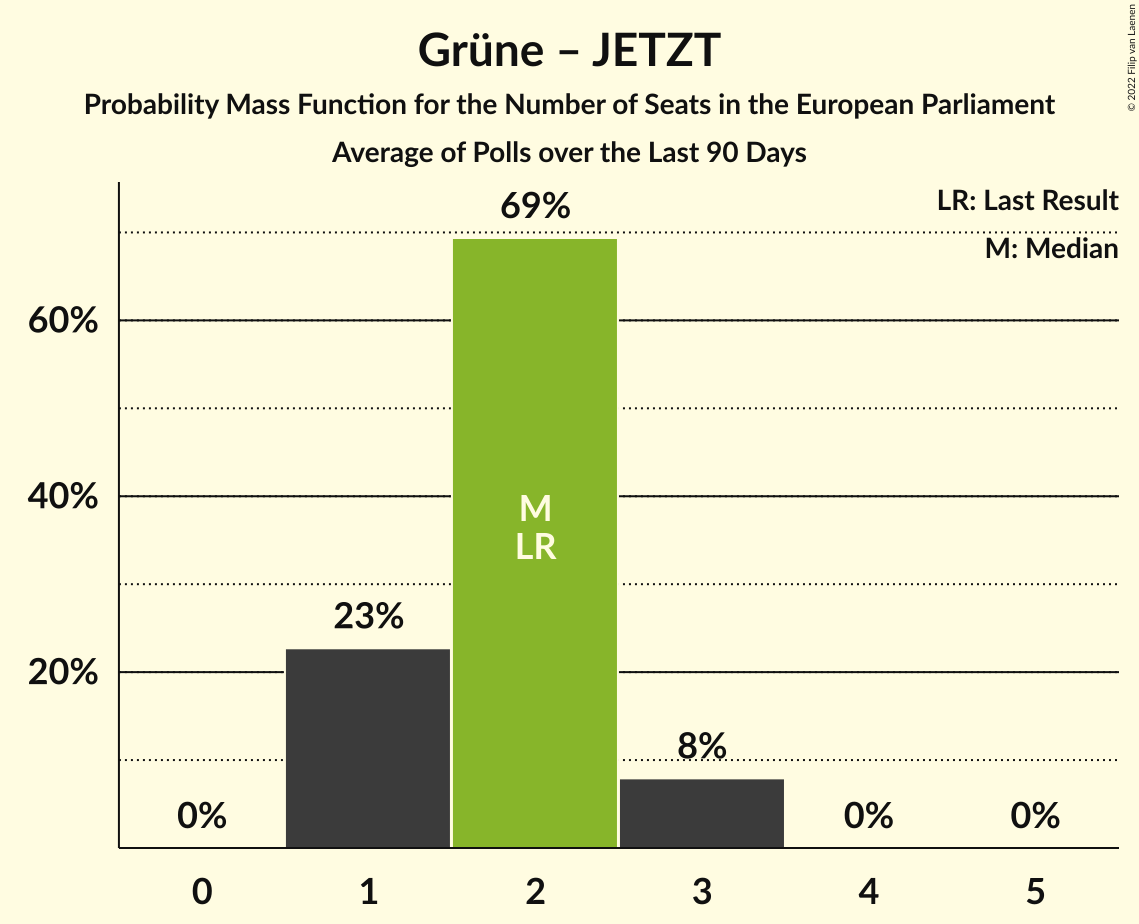 Grüne – JETZT
Probability Mass Function for the Number of Seats in the European Parliament
Average of Polls over the Last 90 Days
© 2022 Filip van Laenen
LR: Last Result
M: Median
69%
60%
40%
M
LR
23%
20%
8%
0%
0%
0%
0 1 2 3 4 5